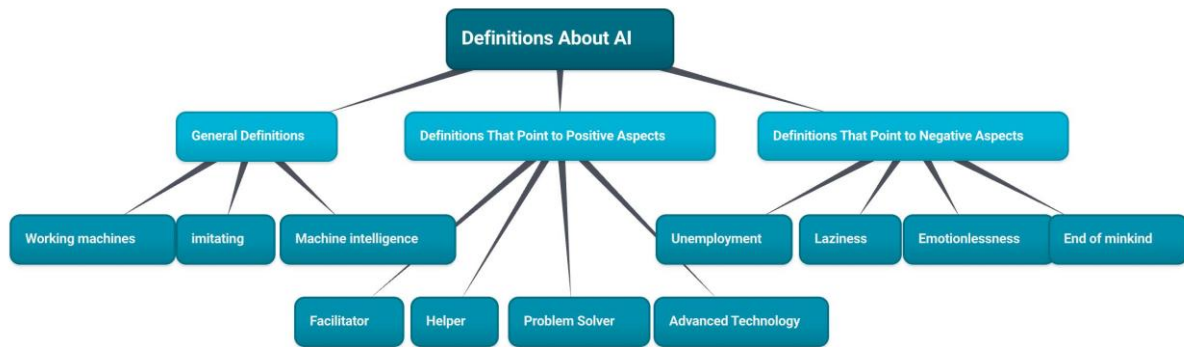 Definitions About AI
General Definitions
Definitions That Point to Positive Aspects
Definitions That Point to Negative Aspects
Working machines
imitating
Machine intelligence
Unemployment
Laziness
Emotionlessness
End of minkind
Facilitator
Helper
Problem Solver
Advanced Technology